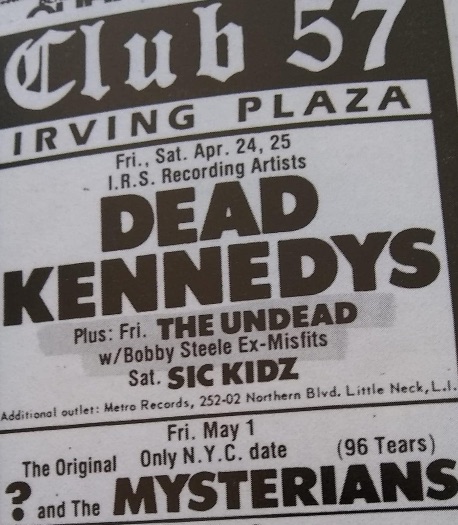 Club 57
IRVING PLAZA
Fri., Sat. Apr. 24, 25
I.R.S. Recording Artists
DEAD
KENNEDYS
Plus: Fri. THE UNDEAD
w/Bobby Steele Ex-Misfits
Sat. SIC KIDZ
Additional outlet: Metro Records, 252-02 Northern Blvd. Little Neck, L.I.
Fri. May 1
The Original Only N.Y.C. date (96 Tears)
? and The MYSTERIANS